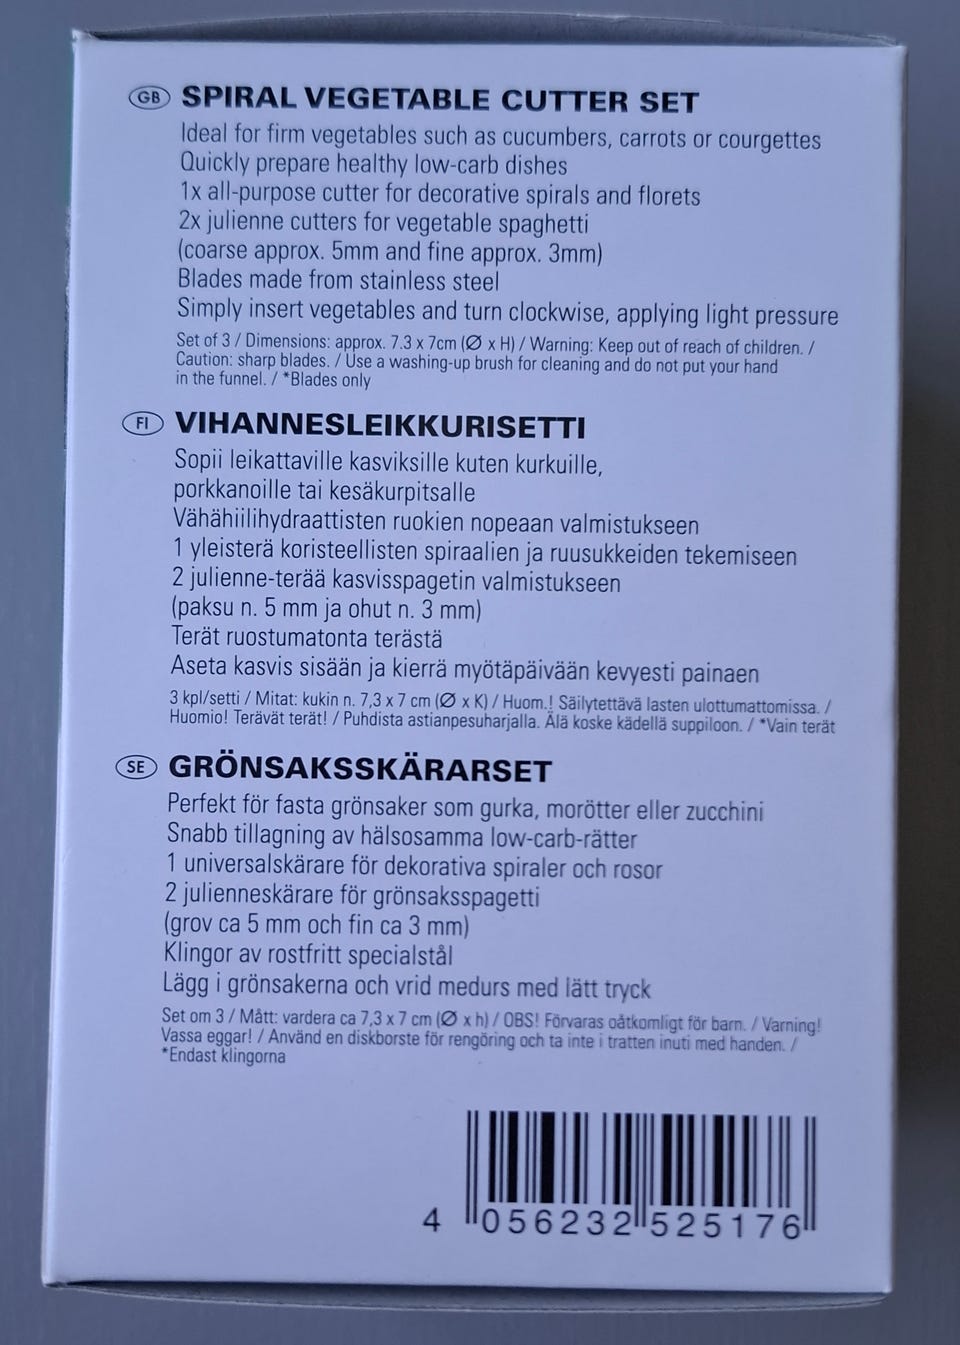 GB SPIRAL VEGETABLE CUTTER SET
Ideal for firm vegetables such as cucumbers, carrots or courgettes
Quickly prepare healthy low-carb dishes
1x all-purpose cutter for decorative spirals and florets
2x julienne cutters for vegetable spaghetti
(coarse approx. 5mm and fine approx. 3mm)
Blades made from stainless steel
Simply insert vegetables and turn clockwise, applying light pressure
Set of 3 / Dimensions: approx. 7.3 x 7cm (Ø x H) / Warning: Keep out of reach of children. /
Caution: sharp blades. / Use a washing-up brush for cleaning and do not put your hand
in the funnel. / *Blades only
FI VIHANNESLEIKKURISETTI
Sopii leikattaville kasviksille kuten kurkuille,
porkkanoille tai kesäkurpitsalle
Vähähiilihydraattisten ruokien nopeaan valmistukseen
1 yleisterä koristeellisten spiraalien ja ruusukkeiden tekemiseen
2 julienne-terää kasvisspagetin valmistukseen
(paksu n. 5 mm ja ohut n. 3 mm)
Terät ruostumatonta terästä
Aseta kasvis sisään ja kierrä myötäpäivään kevyesti painaen
3 kpl/setti / Mitat: kukin n. 7,3 x 7 cm (Ø x K) / Huom.! Säilytettävä lasten ulottumattomissa. /
Huomio! Terävät terät! / Puhdista astianpesuharjalla. Älä koske kädellä suppiloon. / *Vain terät
SE GRÖNSAKSSKÄRARSET
Perfekt för fasta grönsaker som gurka, morötter eller zucchini
Snabb tillagning av hälsosamma low-carb-rätter
1 universalskärare för dekorativa spiraler och rosor
2 julienneskärare för grönsaksspagetti
(grov ca 5 mm och fin ca 3 mm)
Klingor av rostfritt specialstål
Lägg i grönsakerna och vrid medurs med lätt tryck
Set om 3 / Mått: vardera ca 7,3 x 7 cm (Ø x h) / OBS! Förvaras oåtkomligt för barn. / Varning!
Vassa eggar! / Använd en diskborste för rengöring och ta inte i tratten inuti med handen. /
*Endast klingorna
4 056232 525176